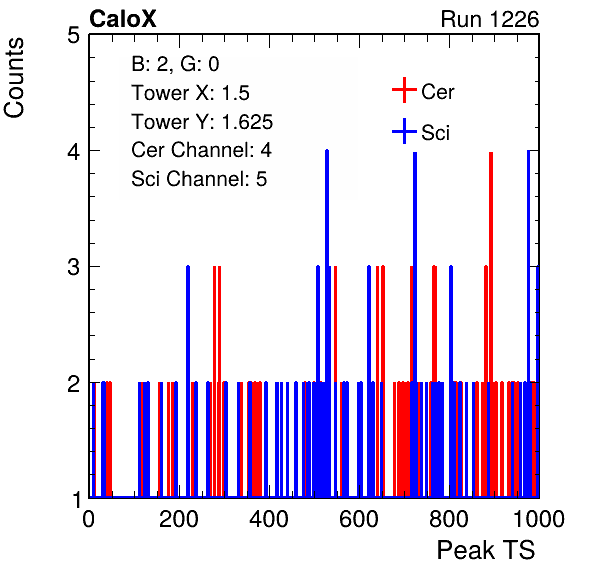 CaloX
Run 1226
Counts
5
4
3
2
1
B: 2, G: 0
Tower X: 1.5
Tower Y: 1.625
Cer Channel: 4
Sci Channel: 5
Cer
Sci
0 200 400 600 800 1000
Peak TS